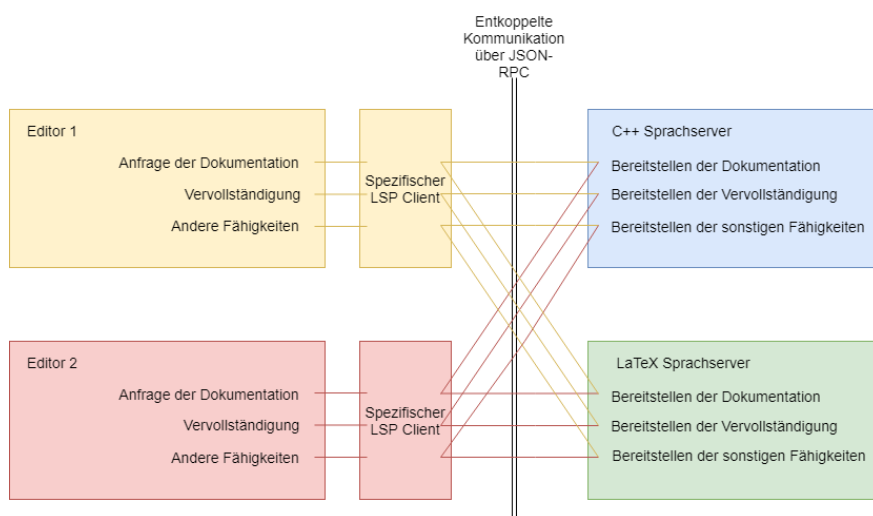 Entkoppelte
Kommunikation
über JSON-
RPC
Editor 1
Anfrage der Dokumentation
Vervollständigung
Andere Fähigkeiten
Spezifischer
LSP Client
C++ Sprachserver
Bereitstellen der Dokumentation
Bereitstellen der Vervollständigung
Bereitstellen der sonstigen Fähigkeiten
Editor 2
Anfrage der Dokumentation
Vervollständigung
Andere Fähigkeiten
Spezifischer
LSP Client
LaTeX Sprachserver
Bereitstellen der Dokumentation
Bereitstellen der Vervollständigung
Bereitstellen der sonstigen Fähigkeiten